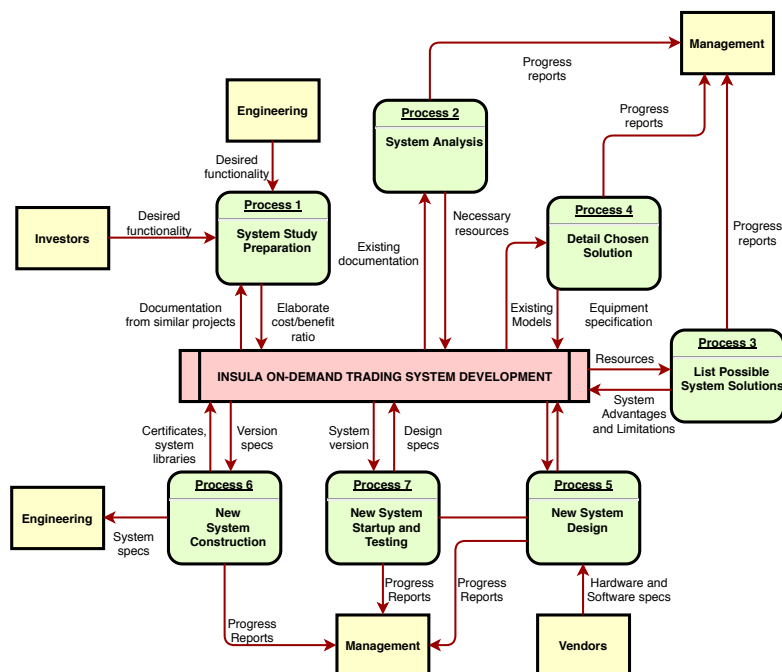 Management
Progress
reports
Engineering
Process 2
System Analysis
Progress
reports
Desired
functionality
Process 1
System Study
Preparation
Investors
Desired
functionality
Process 4
Detail Chosen
Solution
Necessary
resources
Existing
documentation
Progress
reports
Documentation
from similar projects
Elaborate
cost/benefit
ratio
Existing
Models
Equipment
specification
Process 3
List Possible
System Solutions
Resources
INSULA ON-DEMAND TRADING SYSTEM DEVELOPMENT
System
Advantages
and Limitations
Certificates,
system
libraries
Version
specs
System
version
Design
specs
Process 6
New
System
Construction
Process 7
New System
Startup and
Testing
Process 5
New System
Design
Engineering
System
specs
Progress
Reports
Progress
Reports
Progress
Reports
Hardware and
Software specs
Management
Vendors